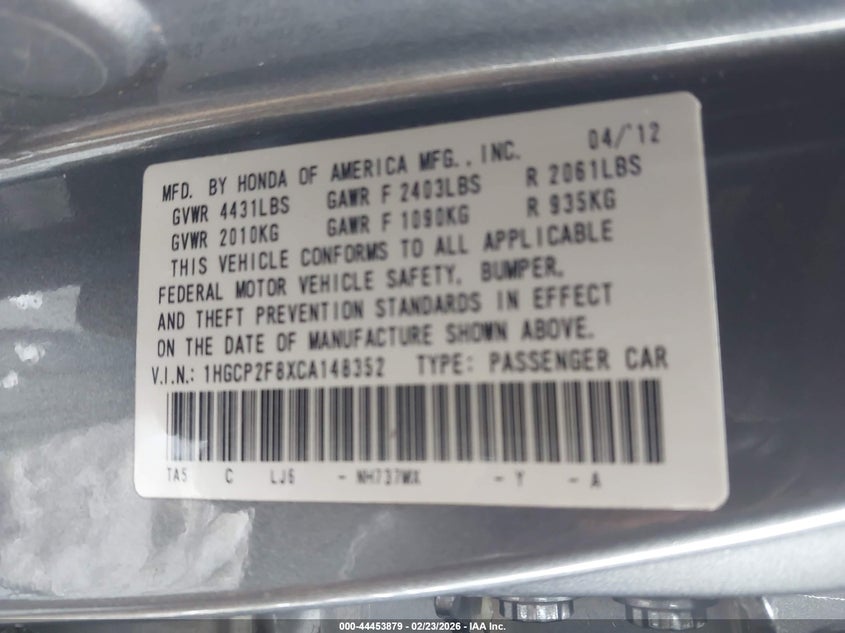 MFD. BY HONDA OF AMERICA MFG., INC. 04/'12
GVWR 4431LBS GAWR F 2403LBS R 2061LBS
GVWR 2010KG GAWR F 1090KG R 935KG
THIS VEHICLE CONFORMS TO ALL APPLICABLE
FEDERAL MOTOR VEHICLE SAFETY, BUMPER,
AND THEFT PREVENTION STANDARDS IN EFFECT
ON THE DATE OF MANUFACTURE SHOWN ABOVE.
V.I.N.: 1HGCP2F8XCA148352 TYPE: PASSENGER CAR
TA5 C LJ6 - NH737MX - Y - A
000-44453879 - 02/23/2026 - IAA Inc.